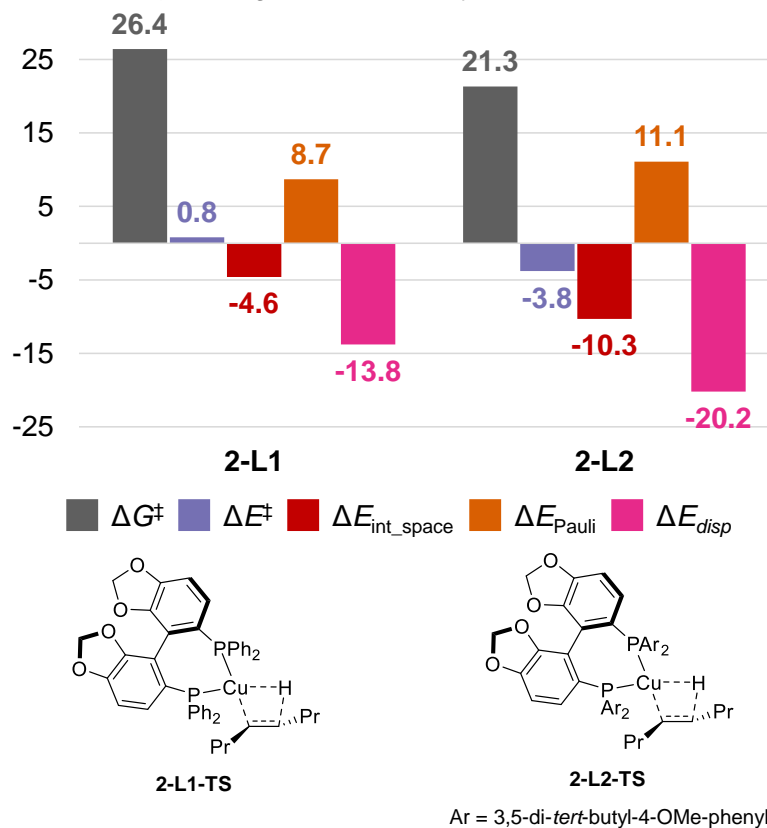 26.4
21.3
25
15
5
-5
-15
-25
0.8
8.7
11.1
-4.6
-3.8
-10.3
-13.8
-20.2
2-L1
2-L2
ΔG‡
ΔE‡
ΔE_int_space
ΔE_Pauli
ΔE_disp
O
O
O
O
PPh₂
P
Ph₂
Cu
H
Pr
Pr
2-L1-TS
O
O
O
O
PAr₂
P
Ar₂
Cu
H
Pr
Pr
2-L2-TS
Ar = 3,5-di-tert-butyl-4-OMe-phenyl